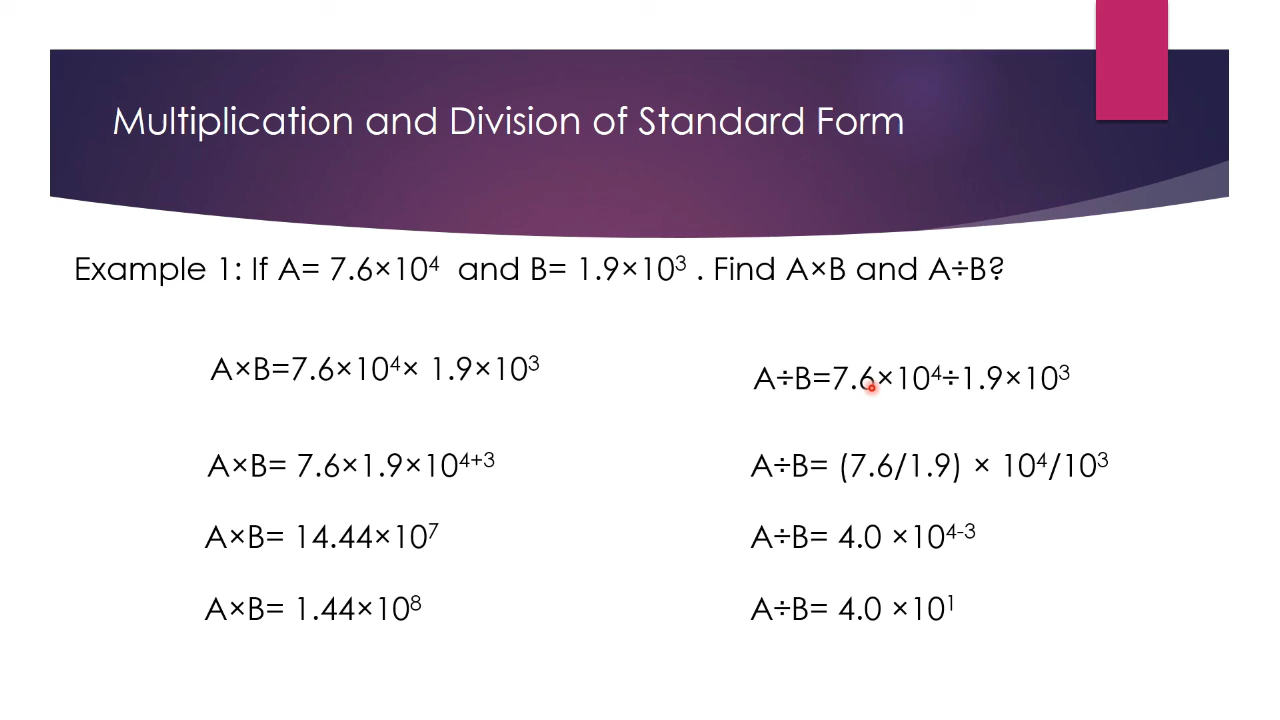 Multiplication and Division of Standard Form
Example 1: If A= 7.6×10⁴ and B= 1.9×10³ . Find A×B and A÷B?
A×B=7.6×10⁴× 1.9×10³
A×B= 7.6×1.9×10⁴⁺³
A×B= 14.44×10⁷
A×B= 1.44×10⁸
A÷B=7.6×10⁴÷1.9×10³
A÷B= (7.6/1.9) × 10⁴/10³
A÷B= 4.0 ×10⁴⁻³
A÷B= 4.0 ×10¹